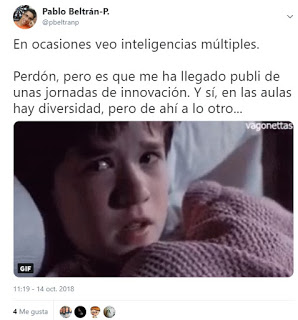 Pablo Beltrán-P.
@pbeltranp
En ocasiones veo inteligencias múltiples.
Perdón, pero es que me ha llegado publi de
unas jornadas de innovación. Y sí, en las aulas
hay diversidad, pero de ahí a lo otro...
vagonettas
GIF
11:19 - 14 oct. 2018
4 Me gusta